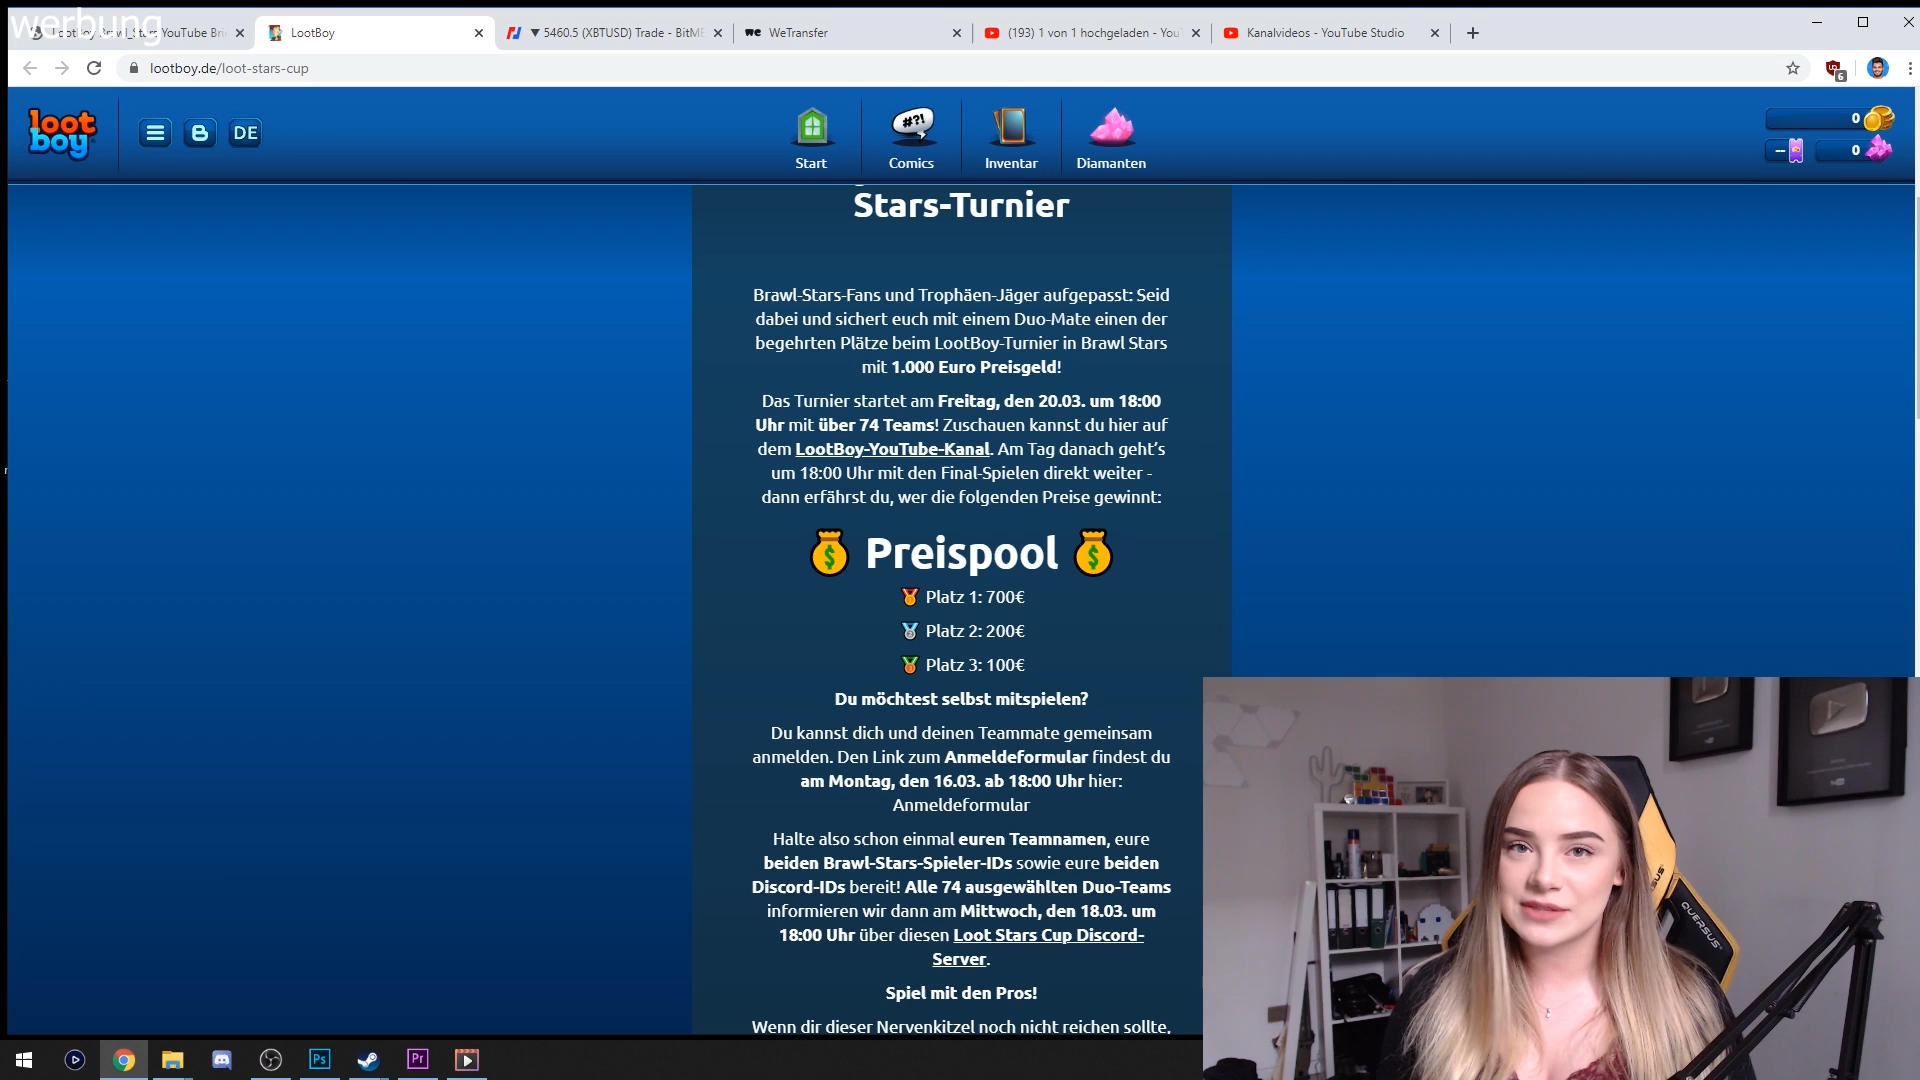 werbung
LootBoy
▼ 5460.5 (XBTUSD) Trade - BitME
WeTransfer
(193) 1 von 1 hochgeladen - You
Kanalvideos - YouTube Studio
lootboy.de/loot-stars-cup
6
loot
boy
B
DE
Start
#?!
Comics
Inventar
Diamanten
0
--
0
Stars-Turnier
Brawl-Stars-Fans und Trophäen-Jäger aufgepasst: Seid
dabei und sichert euch mit einem Duo-Mate einen der
begehrten Plätze beim LootBoy-Turnier in Brawl Stars
mit 1.000 Euro Preisgeld!
Das Turnier startet am Freitag, den 20.03. um 18:00
Uhr mit über 74 Teams! Zuschauen kannst du hier auf
dem LootBoy-YouTube-Kanal. Am Tag danach geht’s
um 18:00 Uhr mit den Final-Spielen direkt weiter -
dann erfährst du, wer die folgenden Preise gewinnt:
Preispool
Platz 1: 700€
Platz 2: 200€
Platz 3: 100€
Du möchtest selbst mitspielen?
Du kannst dich und deinen Teammate gemeinsam
anmelden. Den Link zum Anmeldeformular findest du
am Montag, den 16.03. ab 18:00 Uhr hier:
Anmeldeformular
Halte also schon einmal euren Teamnamen, eure
beiden Brawl-Stars-Spieler-IDs sowie eure beiden
Discord-IDs bereit! Alle 74 ausgewählten Duo-Teams
informieren wir dann am Mittwoch, den 18.03. um
18:00 Uhr über diesen Loot Stars Cup Discord-
Server.
Spiel mit den Pros!
Wenn dir dieser Nervenkitzel noch nicht reichen sollte,
QUERSUS
Ps
Pr